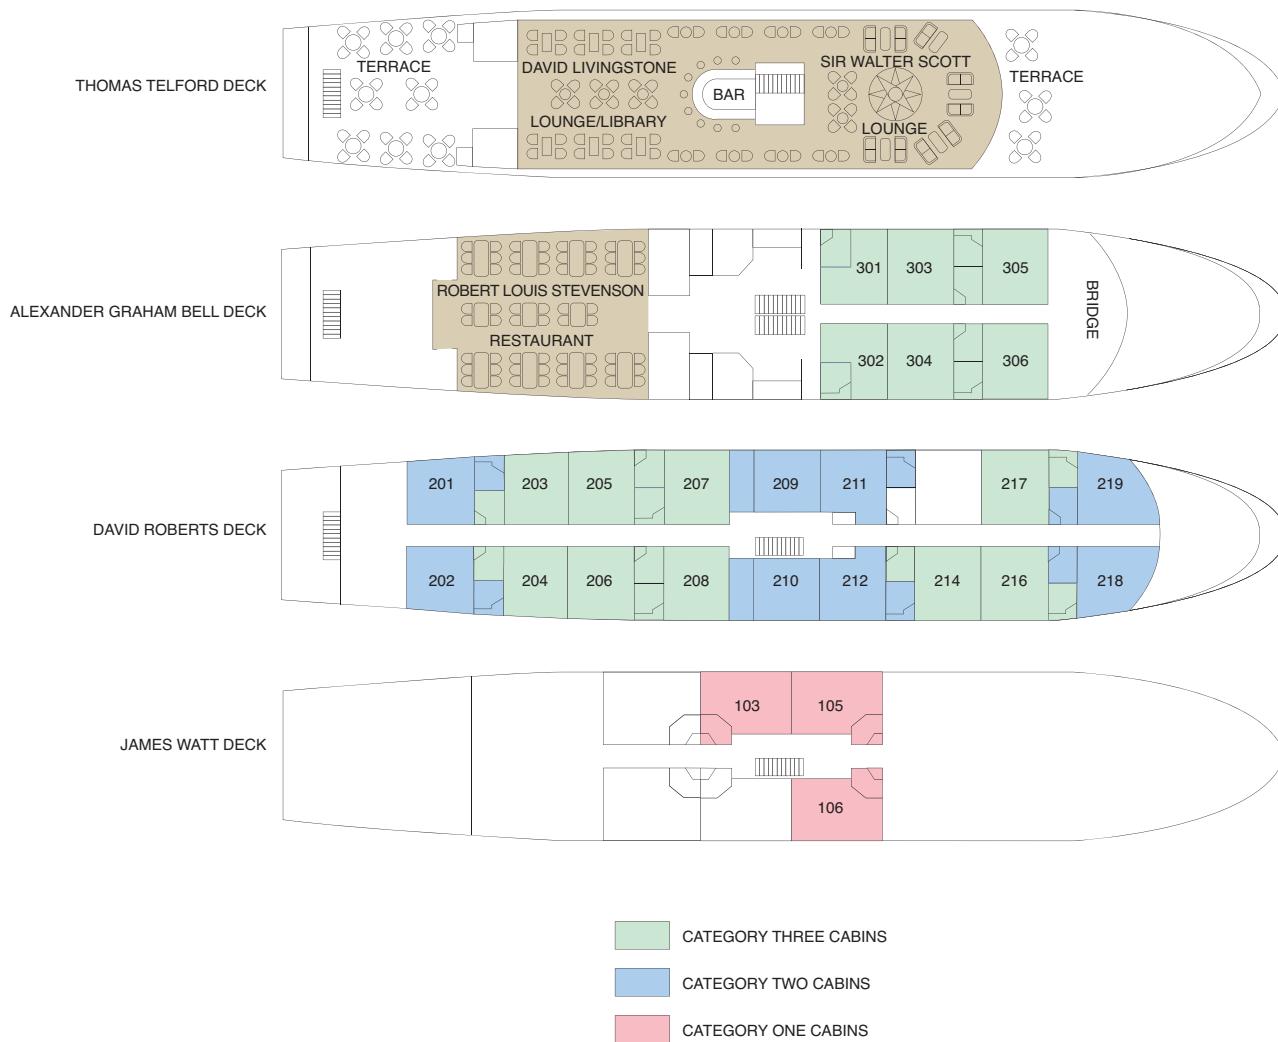 THOMAS TELFORD DECK
TERRACE
DAVID LIVINGSTONE
LOUNGE/LIBRARY
BAR
SIR WALTER SCOTT
LOUNGE
TERRACE
ALEXANDER GRAHAM BELL DECK
ROBERT LOUIS STEVENSON
RESTAURANT
301 303 305
302 304 306
BRIDGE
DAVID ROBERTS DECK
201 203 205 207 209 211 217 219
202 204 206 208 210 212 214 216 218
JAMES WATT DECK
103 105
106
CATEGORY THREE CABINS
CATEGORY TWO CABINS
CATEGORY ONE CABINS